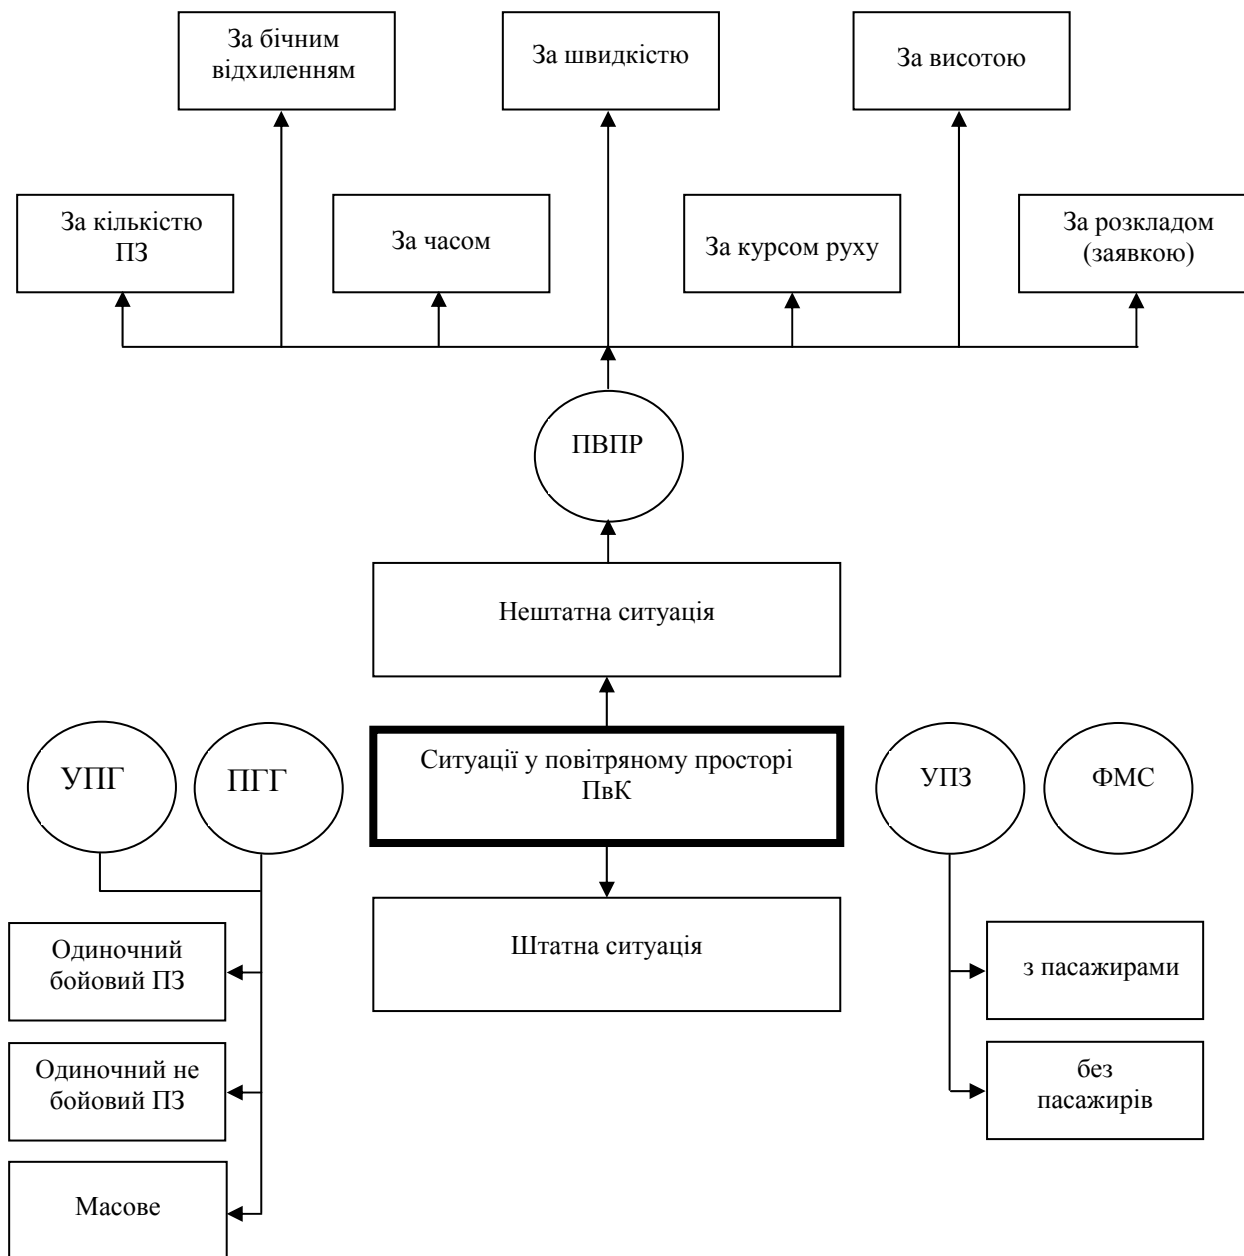 За бічним
відхиленням
За швидкістю
За висотою
За кількістю
ПЗ
За часом
За курсом руху
За розкладом
(заявкою)
ПВПР
Нештатна ситуація
УПГ
ПГГ
Ситуації у повітряному просторі
ПвК
УПЗ
ФМС
Штатна ситуація
Одиночний
бойовий ПЗ
з пасажирами
Одиночний не
бойовий ПЗ
без
пасажирів
Масове